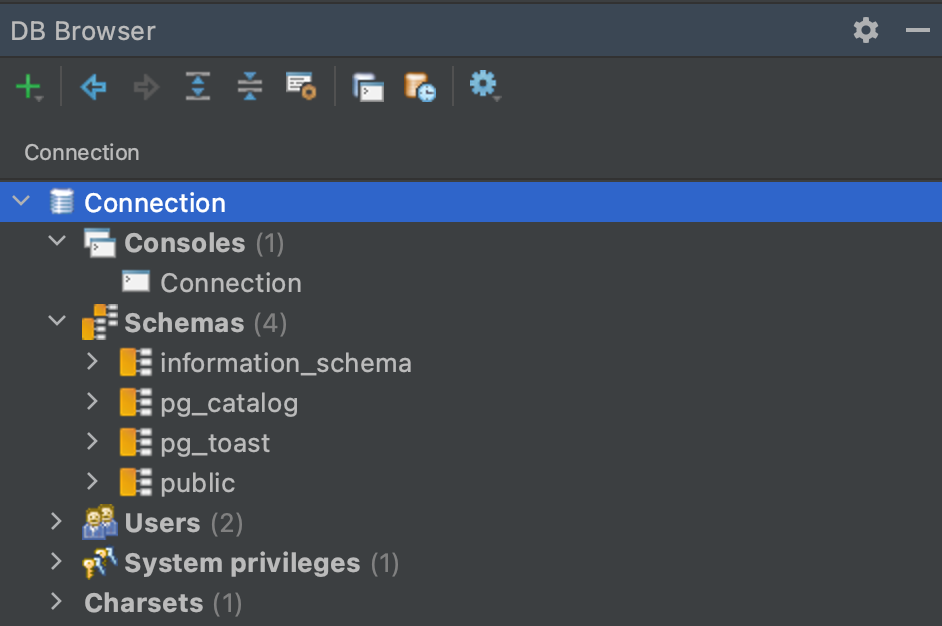 DB Browser
Connection
Connection
Consoles (1)
Connection
Schemas (4)
information_schema
pg_catalog
pg_toast
public
Users (2)
System privileges (1)
Charsets (1)